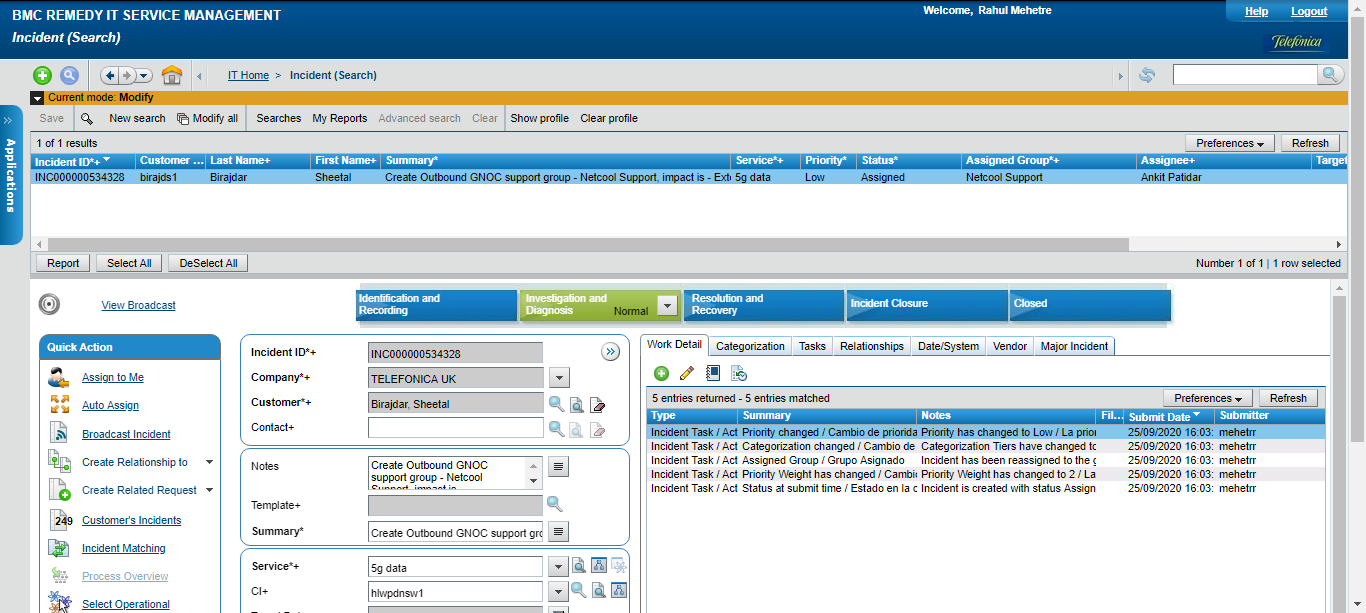 BMC REMEDY IT SERVICE MANAGEMENT
Welcome, Rahul Mehetre
Help Logout
Incident (Search)
Telefónica
IT Home > Incident (Search)
Current mode: Modify
Save New search Modify all Searches My Reports Advanced search Clear Show profile Clear profile
Applications
1 of 1 results
Preferences Refresh
Incident ID*+ Customer ... Last Name+ First Name+ Summary* Service*+ Priority* Status* Assigned Group*+ Assignee+ Target
INC000000534328 birajds1 Birajdar Sheetal Create Outbound GNOC support group - Netcool Support, impact is - Ext 5g data Low Assigned Netcool Support Ankit Patidar
Report Select All DeSelect All
Number 1 of 1 | 1 row selected
View Broadcast
Identification and Recording
Investigation and Diagnosis Normal
Resolution and Recovery
Incident Closure
Closed
Quick Action
Assign to Me
Auto Assign
Broadcast Incident
Create Relationship to
Create Related Request
249 Customer's Incidents
Incident Matching
Process Overview
Select Operational
Incident ID*+ INC000000534328
Company*+ TELEFONICA UK
Customer*+ Birajdar, Sheetal
Contact+
Notes Create Outbound GNOC
support group - Netcool
Support, impact is
Template+
Summary* Create Outbound GNOC support gro
Service*+ 5g data
CI+ hlwpdnsw1
Work Detail Categorization Tasks Relationships Date/System Vendor Major Incident
5 entries returned - 5 entries matched
Preferences Refresh
Type Summary Notes Fil... Submit Date Submitter
Incident Task / Act Priority changed / Cambio de priorida Priority has changed to Low / La prior 25/09/2020 16:03: mehetrr
Incident Task / Act Categorization changed / Cambio de Categorization Tiers have changed to 25/09/2020 16:03: mehetrr
Incident Task / Act Assigned Group / Grupo Asignado Incident has been reassigned to the g 25/09/2020 16:03: mehetrr
Incident Task / Act Priority Weight has changed / Cambio Priority Weight has changed to 2 / La 25/09/2020 16:03: mehetrr
Incident Task / Act Status at submit time / Estado en la c Incident is created with status Assign 25/09/2020 16:03: mehetrr